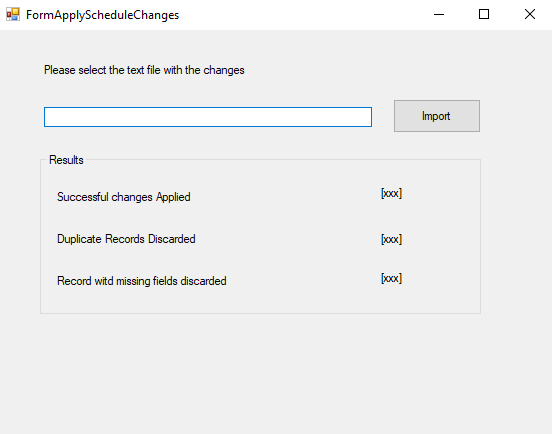 FormApplyScheduleChanges
Please select the text file with the changes
Import
Results
Successful changes Applied [xxx]
Duplicate Records Discarded [xxx]
Record witd missing fields discarded [xxx]